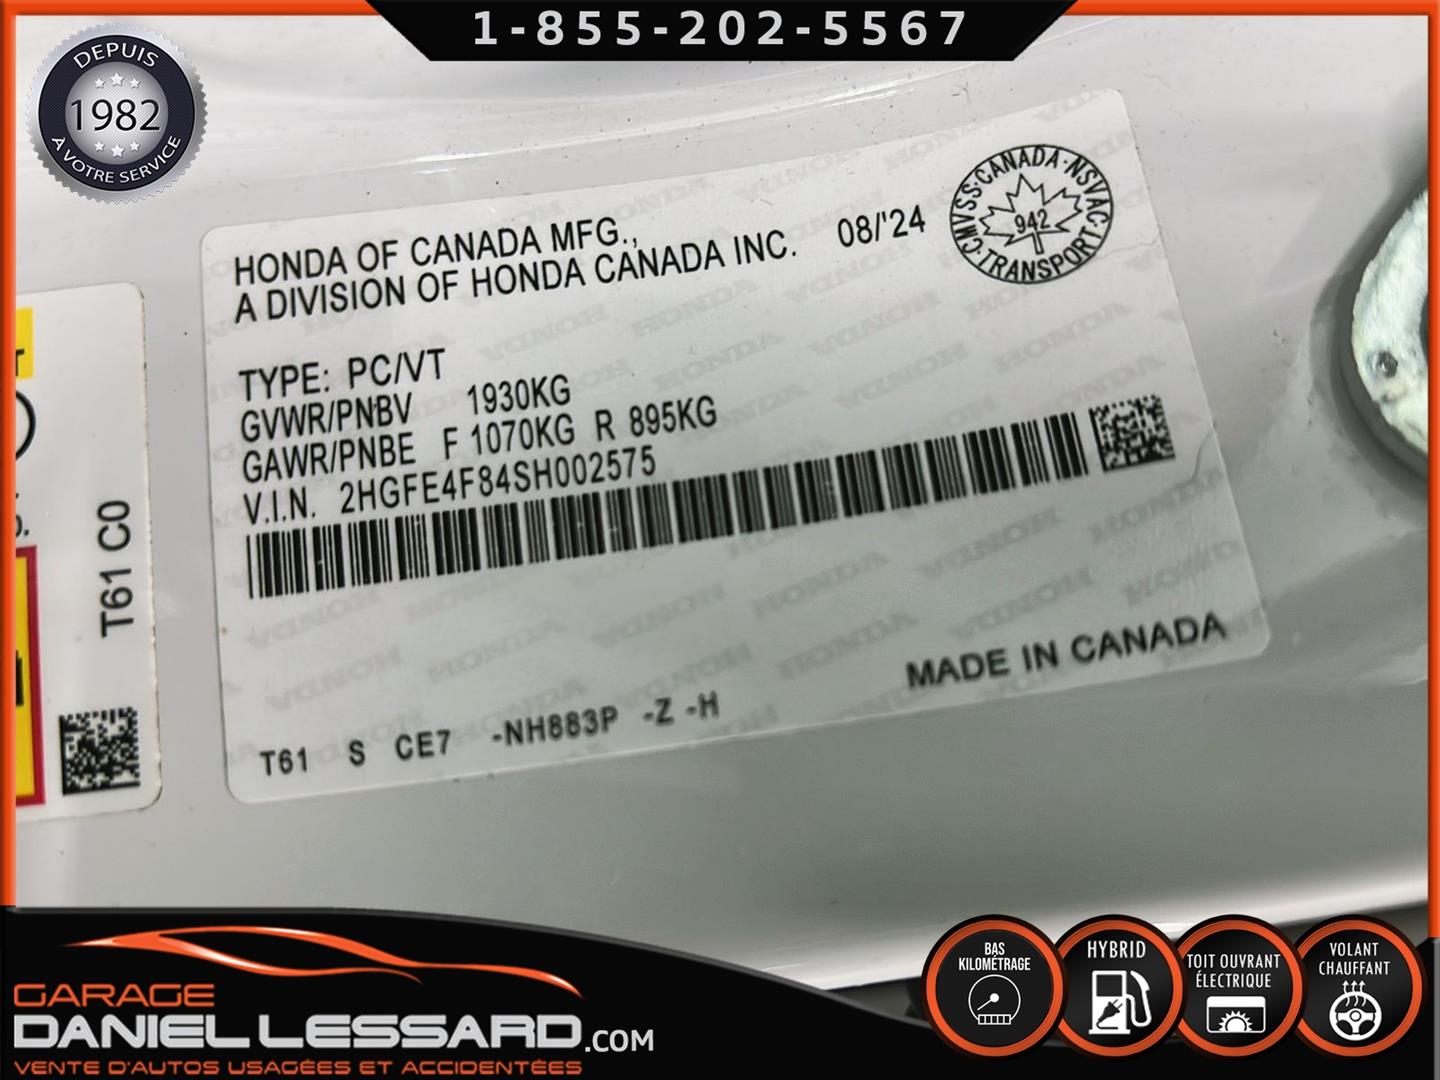 1-855-202-5567
DEPUIS
1982
À VOTRE SERVICE
HONDA OF CANADA MFG.,
A DIVISION OF HONDA CANADA INC.
08/'24
CMVSS·CANADA·NSVAC·TRANSPORT·
942
TYPE: PC/VT
GVWR/PNBV 1930KG
GAWR/PNBE F 1070KG R 895KG
V.I.N. 2HGFE4F84SH002575
MADE IN CANADA
T61 S CE7 -NH883P -Z -H
T61 C0
GARAGE
DANIEL LESSARD.COM
VENTE D'AUTOS USAGÉES ET ACCIDENTÉES
BAS
KILOMÉTRAGE
HYBRID
TOIT OUVRANT
ÉLECTRIQUE
VOLANT
CHAUFFANT